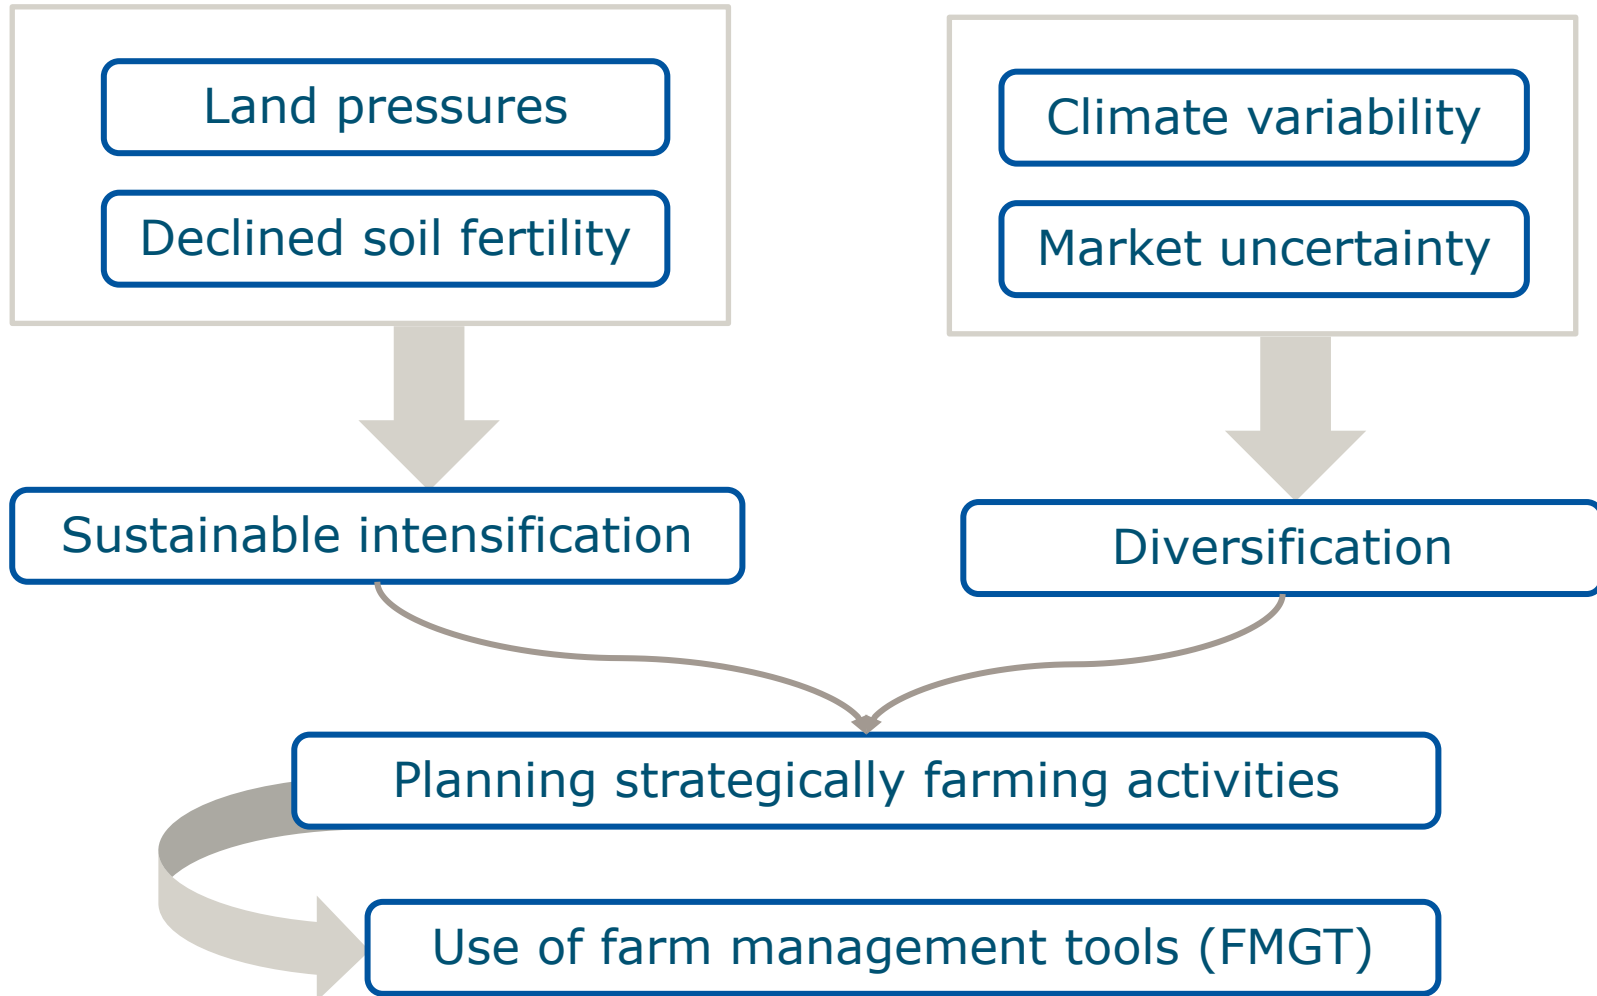 Land pressures
Declined soil fertility
Climate variability
Market uncertainty
Sustainable intensification
Diversification
Planning strategically farming activities
Use of farm management tools (FMGT)